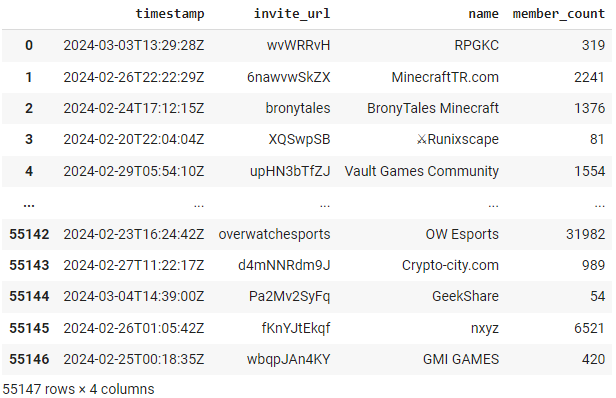 timestamp invite_url name member_count
0 2024-03-03T13:29:28Z wvWRRvH RPGKC 319
1 2024-02-26T22:22:29Z 6nawvwSkZX MinecraftTR.com 2241
2 2024-02-24T17:12:15Z bronytales BronyTales Minecraft 1376
3 2024-02-20T22:04:04Z XQSwpSB ⚔Runixscape 81
4 2024-02-29T05:54:10Z upHN3bTfZJ Vault Games Community 1554
... ... ... ... ...
55142 2024-02-23T16:24:42Z overwatchesports OW Esports 31982
55143 2024-02-27T11:22:17Z d4mNNRdm9J Crypto-city.com 989
55144 2024-03-04T14:39:00Z Pa2Mv2SyFq GeekShare 54
55145 2024-02-26T01:05:42Z fKnYJtEkqf nxyz 6521
55146 2024-02-25T00:18:35Z wbqpJAn4KY GMI GAMES 420
55147 rows × 4 columns